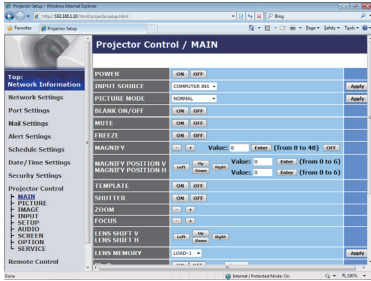 Projector Setup - Windows Internet Explorer
http://192.168.1.10/html/projectorsetup.html
Bing
Favorites
Projector Setup
Page Safety Tools
Projector Control / MAIN
Top:
Network Information
Network Settings
Port Settings
Mail Settings
Alert Settings
Schedule Settings
Date/Time Settings
Security Settings
Projector Control
MAIN
PICTURE
IMAGE
INPUT
SETUP
AUDIO
SCREEN
OPTION
SERVICE
Remote Control
POWER ON OFF
INPUT SOURCE COMPUTER IN1 Apply
PICTURE MODE NORMAL Apply
BLANK ON/OFF ON OFF
MUTE ON OFF
FREEZE ON OFF
MAGNIFY - + Value: 0 Enter (from 0 to 48) OFF
MAGNIFY POSITION V
MAGNIFY POSITION H
Left Up Down Right
Value: 0 Enter (from 0 to 6)
Value: 0 Enter (from 0 to 6)
TEMPLATE ON OFF
SHUTTER ON OFF
ZOOM - +
FOCUS - +
LENS SHIFT V
LENS SHIFT H
Left Up Down Right
LENS MEMORY LOAD-1 Apply
Done
Internet | Protected Mode: On
100%